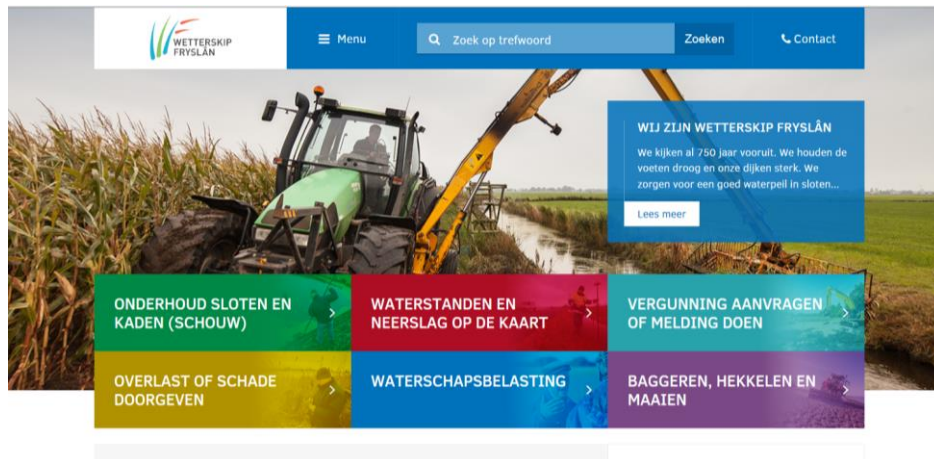 WETTERSKIP
FRYSLÂN
Menu
Zoek op trefwoord
Zoeken
Contact
WIJ ZIJN WETTERSKIP FRYSLÂN
We kijken al 750 jaar vooruit. We houden de
voeten droog en onze dijken sterk. We
zorgen voor een goed waterpeil in sloten...
Lees meer
ONDERHOUD SLOTEN EN
KADEN (SCHOUW)
WATERSTANDEN EN
NEERSLAG OP DE KAART
VERGUNNING AANVRAGEN
OF MELDING DOEN
OVERLAST OF SCHADE
DOORGEVEN
WATERSCHAPSBELASTING
BAGGEREN, HEKKELEN EN
MAAIEN